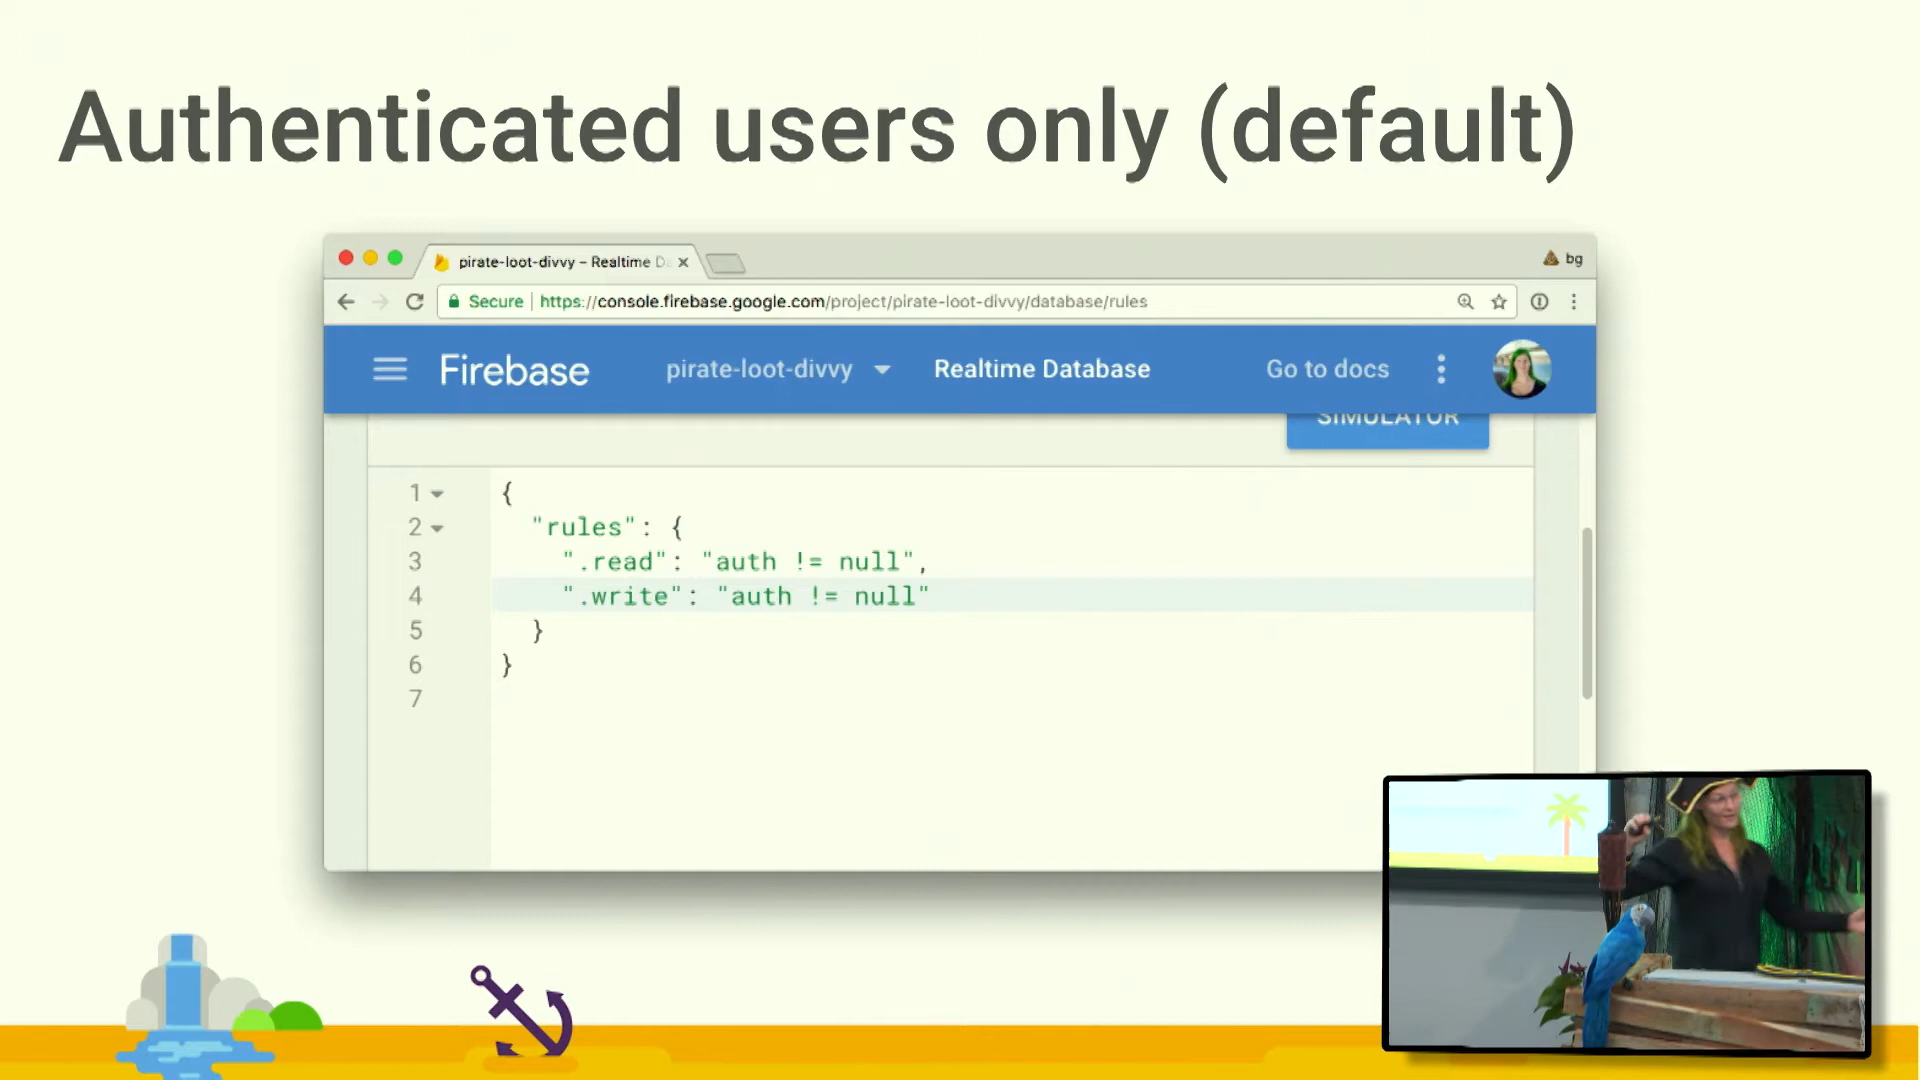 Authenticated users only (default)
pirate-loot-divvy – Realtime D
bg
Secure https://console.firebase.google.com/project/pirate-loot-divvy/database/rules
Firebase pirate-loot-divvy Realtime Database Go to docs
SIMULATOR
1 {
2 "rules": {
3 ".read": "auth != null",
4 ".write": "auth != null"
5 }
6 }
7